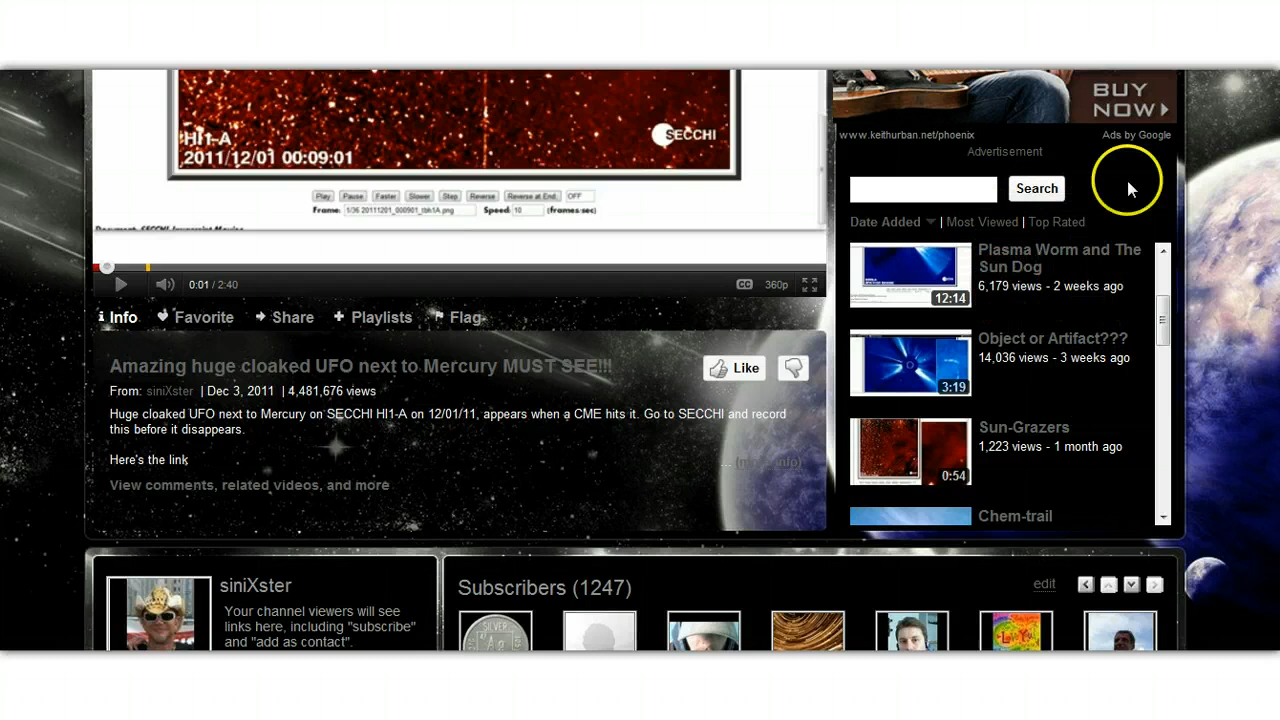 HI1-A
SECCHI
2011/12/01 00:09:01
Play Pause Faster Slower Step Reverse Reverse at End: OFF
Frame: 1/36 20111201_000901_tbh1A.png Speed: 10 (frames/sec)
0:01 / 2:40
CC
360p
Info Favorite Share Playlists Flag
Amazing huge cloaked UFO next to Mercury MUST SEE!!!
Like
From: siniXster | Dec 3, 2011 | 4,481,676 views
Huge cloaked UFO next to Mercury on SECCHI HI1-A on 12/01/11, appears when a CME hits it. Go to SECCHI and record
this before it disappears.
Here's the link
...
View comments, related videos, and more
BUY
NOW
www.keithurban.net/phoenix
Ads by Google
Advertisement
Search
Date Added | Most Viewed | Top Rated
Plasma Worm and The
Sun Dog
6,179 views - 2 weeks ago
12:14
Object or Artifact???
14,036 views - 3 weeks ago
3:19
Sun-Grazers
1,223 views - 1 month ago
0:54
Chem-trail
siniXster
Your channel viewers will see
links here, including "subscribe"
and "add as contact".
Subscribers (1247)
edit
SILVER